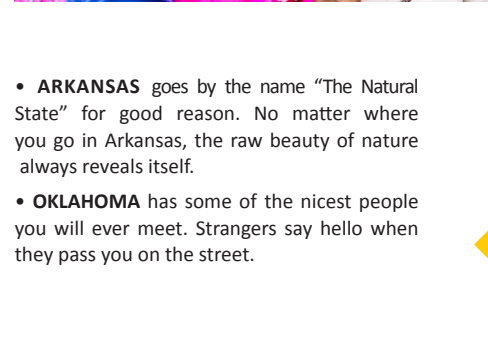 • ARKANSAS goes by the name “The Natural
State” for good reason. No matter where
you go in Arkansas, the raw beauty of nature
always reveals itself.
• OKLAHOMA has some of the nicest people
you will ever meet. Strangers say hello when
they pass you on the street.